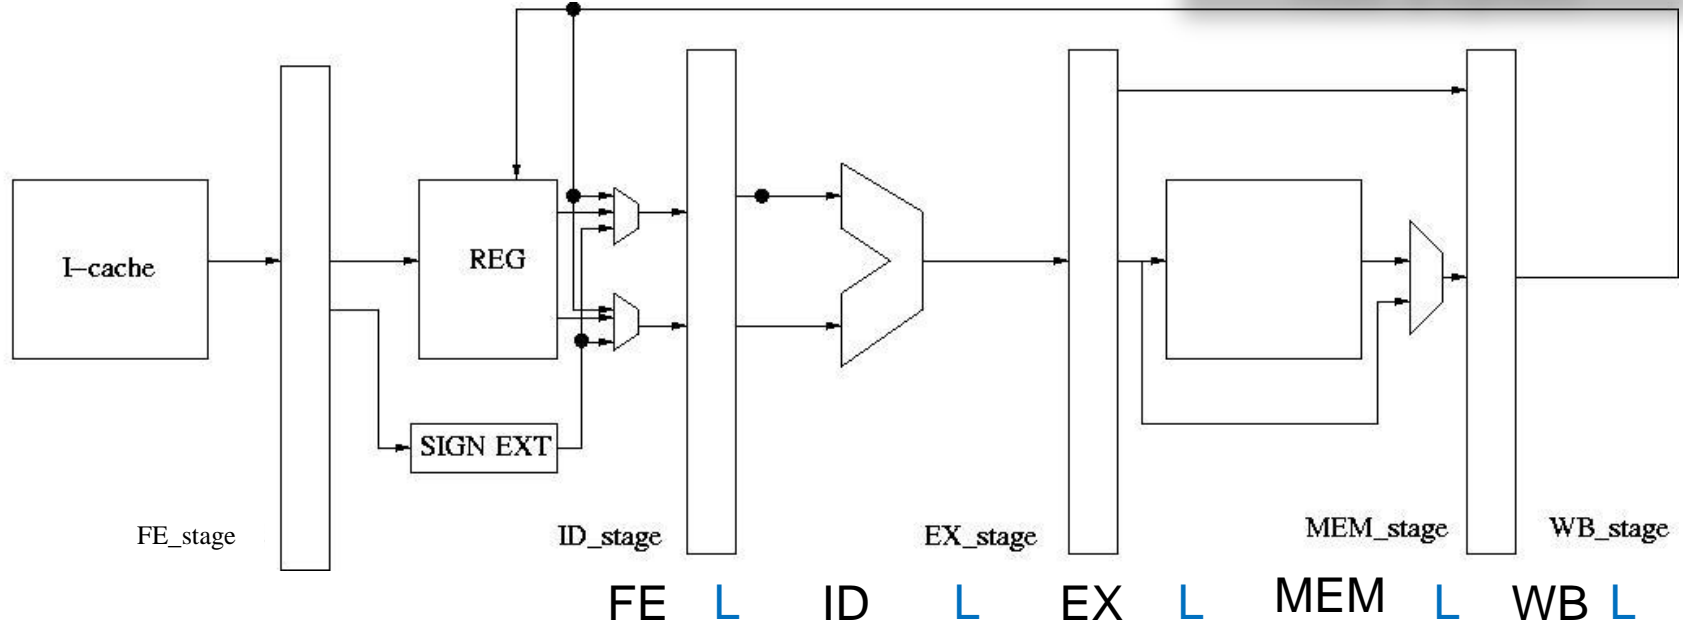 I-cache
REG
SIGN EXT
FE_stage
ID_stage
EX_stage
MEM_stage
WB_stage
FE L ID L EX L MEM L WB L